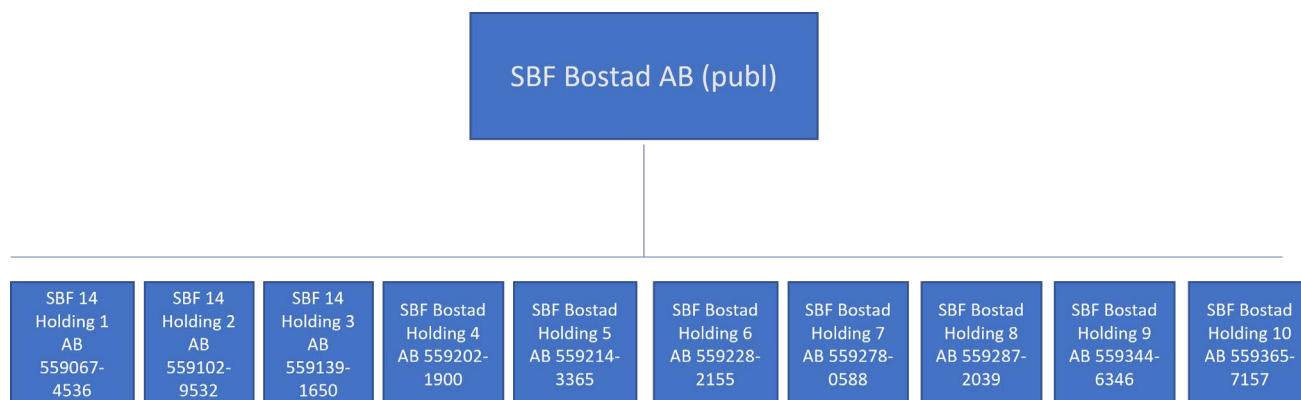 SBF Bostad AB (publ)
SBF 14
Holding 1
AB
559067-
4536
SBF 14
Holding 2
AB
559102-
9532
SBF 14
Holding 3
AB
559139-
1650
SBF Bostad
Holding 4
AB 559202-
1900
SBF Bostad
Holding 5
AB 559214-
3365
SBF Bostad
Holding 6
AB 559228-
2155
SBF Bostad
Holding 7
AB 559278-
0588
SBF Bostad
Holding 8
AB 559287-
2039
SBF Bostad
Holding 9
AB 559344-
6346
SBF Bostad
Holding 10
AB 559365-
7157